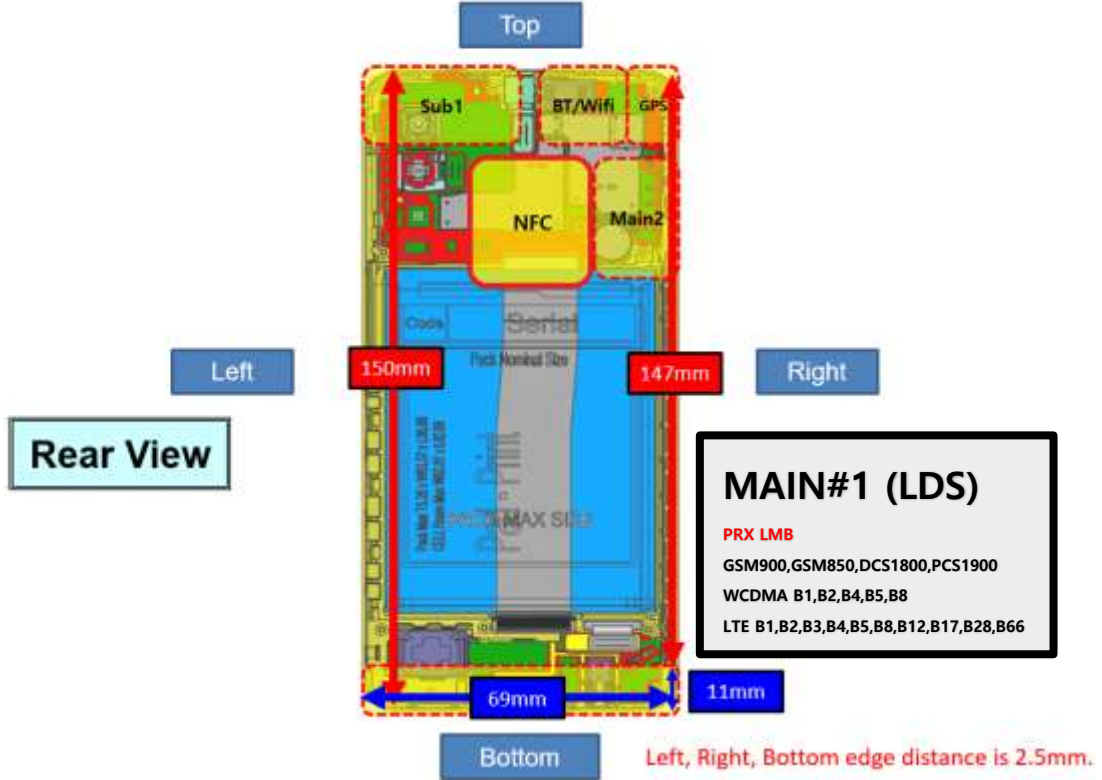 Top
Sub1
BT/Wifi
GPS
NFC
Main2
Code
Serial
Pack Nominal Size
Left
150mm
147mm
Right
Rear View
MAX SIZE
MAIN#1 (LDS)
PRX LMB
GSM900,GSM850,DCS1800,PCS1900
WCDMA B1,B2,B4,B5,B8
LTE B1,B2,B3,B4,B5,B8,B12,B17,B28,B66
69mm
11mm
Bottom
Left, Right, Bottom edge distance is 2.5mm.